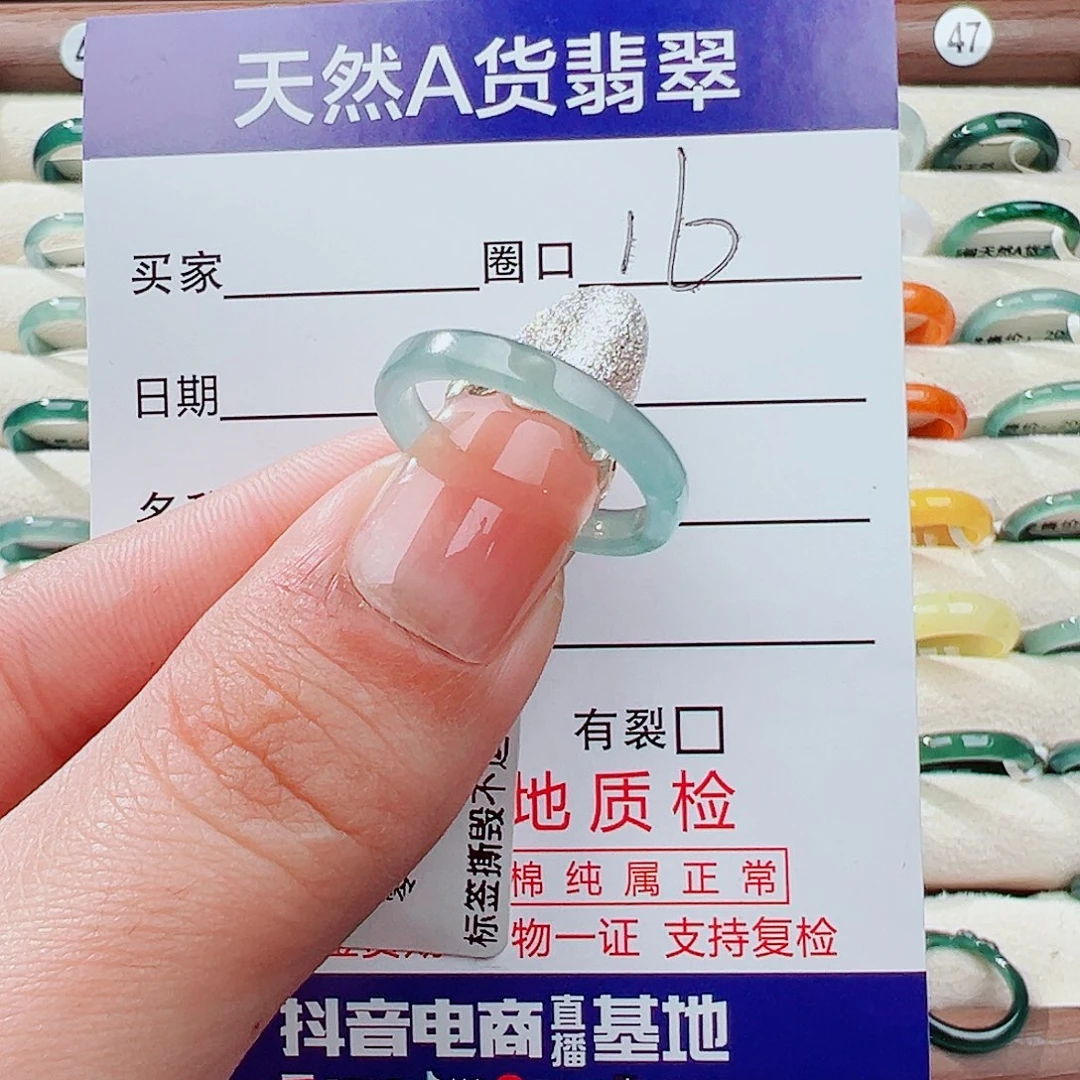 47
天然A货翡翠
买家 圈口 16
日期
有裂
地质检
棉纯属正常
物一证 支持复检
标签撕毁不退
抖音电商直播基地